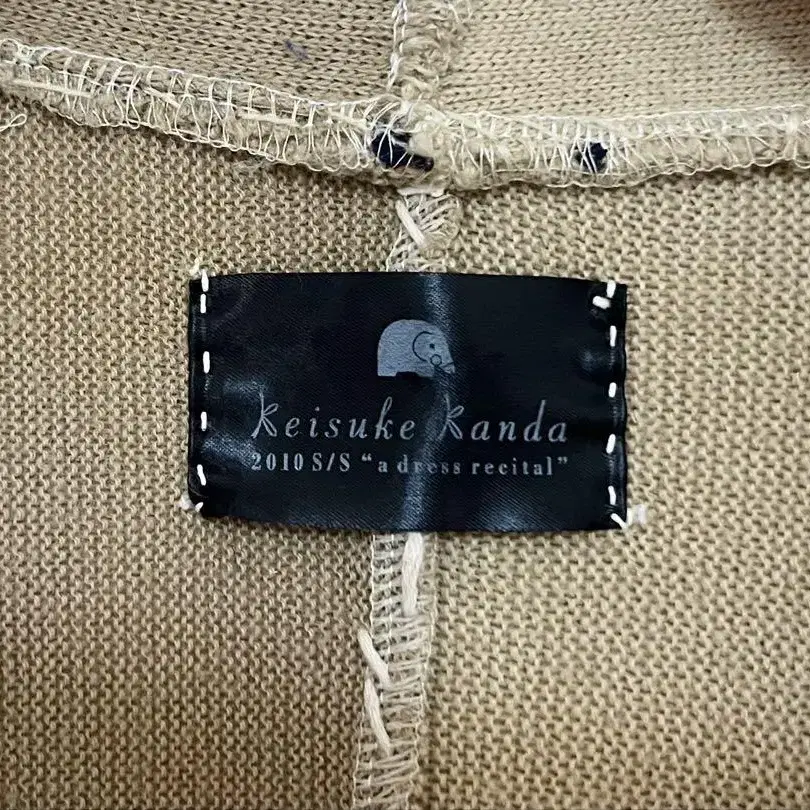 Keisuke Kanda
2010 S/S "a dress recital"